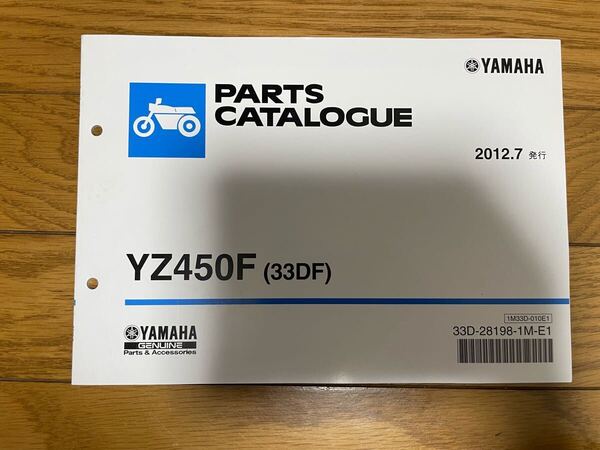 YAMAHA
PARTS
CATALOGUE
2012.7 発行
YZ450F (33DF)
YAMAHA
GENUINE
Parts & Accessories
1M33D-010E1
33D-28198-1M-E1